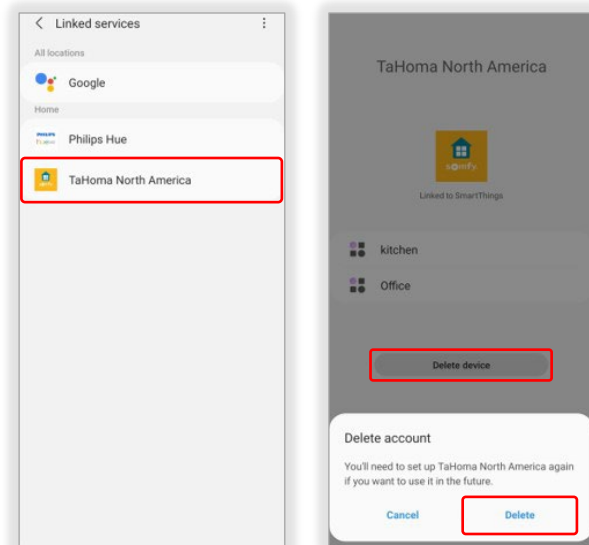 Linked services
All locations
Google
Home
PHILIPS
Philips Hue
somfy
TaHoma North America
TaHoma North America
somfy.
Linked to SmartThings
kitchen
Office
Delete device
Delete account
You'll need to set up TaHoma North America again
if you want to use it in the future.
Cancel
Delete